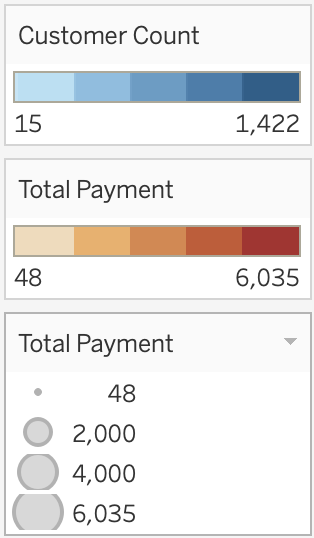 Customer Count
15 1,422
Total Payment
48 6,035
Total Payment
48
2,000
4,000
6,035